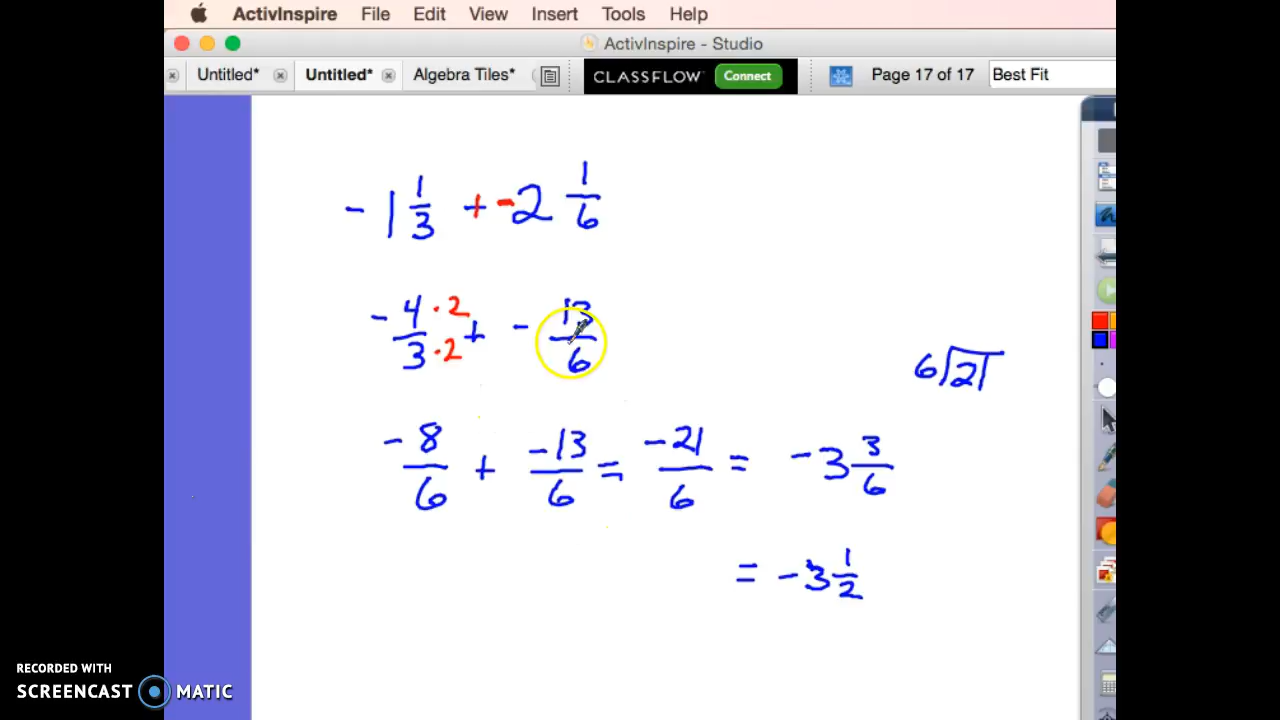 ActivInspire File Edit View Insert Tools Help
ActivInspire - Studio
Untitled* Untitled* Algebra Tiles* CLASSFLOW Connect Page 17 of 17 Best Fit
- 1 1/3 + -2 1/6
- 4/3 · 2 · 2 + - 13/6
6 21
- 8/6 + -13/6 = -21/6 = -3 3/6
= -3 1/2
RECORDED WITH
SCREENCAST MATIC